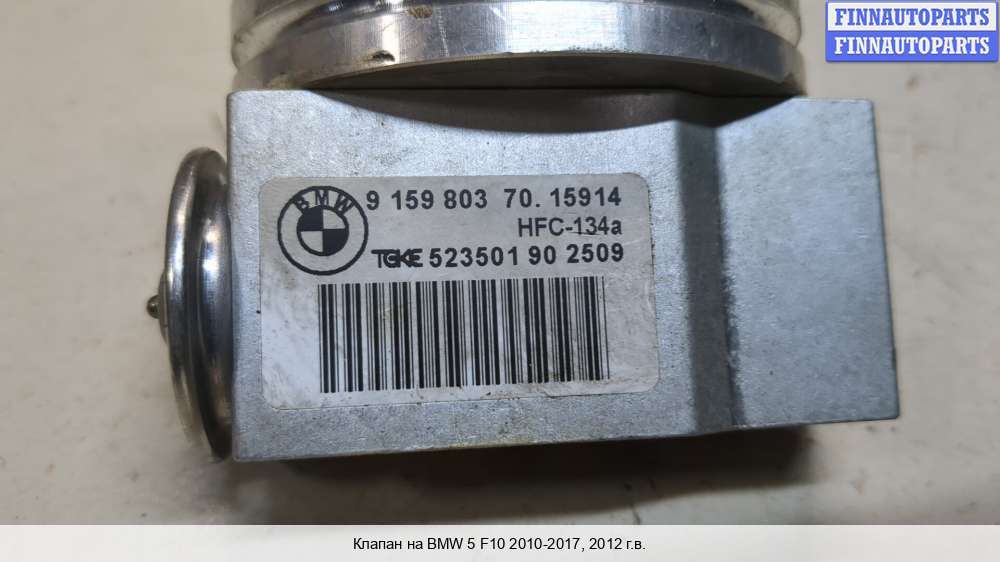 FINNAUTOPARTS
FINNAUTOPARTS
BMW
9 159 803 70. 15914
HFC-134a
TGKE 523501 90 2509
Клапан на BMW 5 F10 2010-2017, 2012 г.в.